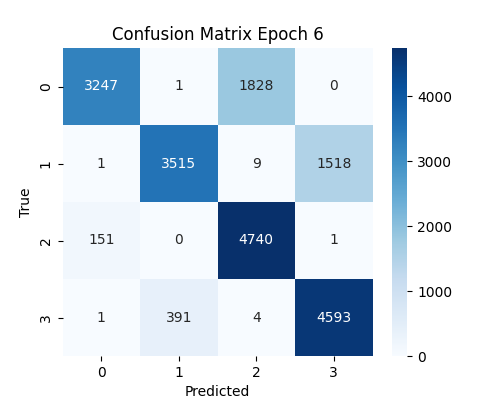 Confusion Matrix Epoch 6
0 3247 1 1828 0
1 1 3515 9 1518
2 151 0 4740 1
3 1 391 4 4593
0 1 2 3
True
Predicted
4000
3000
2000
1000
0